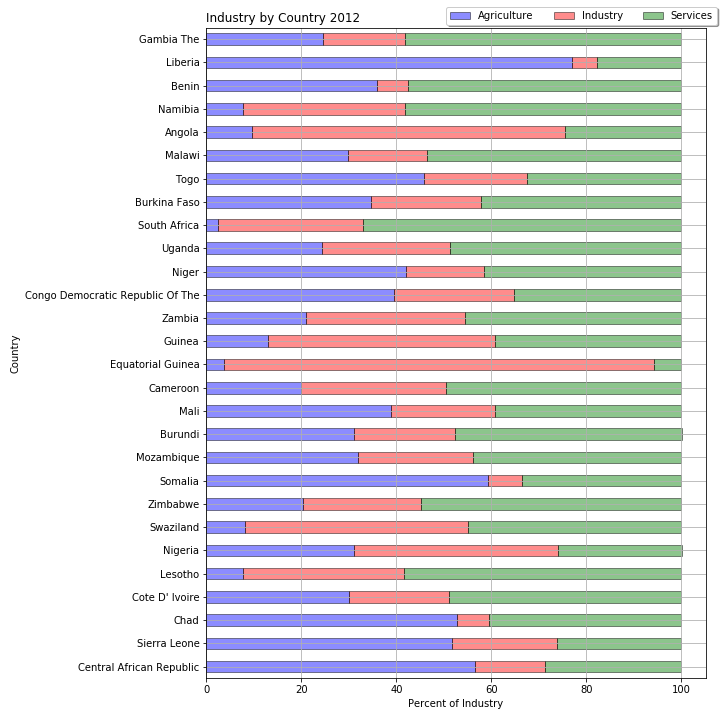 Industry by Country 2012
Agriculture Industry Services
Gambia The
Liberia
Benin
Namibia
Angola
Malawi
Togo
Burkina Faso
South Africa
Uganda
Niger
Congo Democratic Republic Of The
Zambia
Guinea
Equatorial Guinea
Cameroon
Mali
Burundi
Mozambique
Somalia
Zimbabwe
Swaziland
Nigeria
Lesotho
Cote D' Ivoire
Chad
Sierra Leone
Central African Republic
Country
0 20 40 60 80 100
Percent of Industry